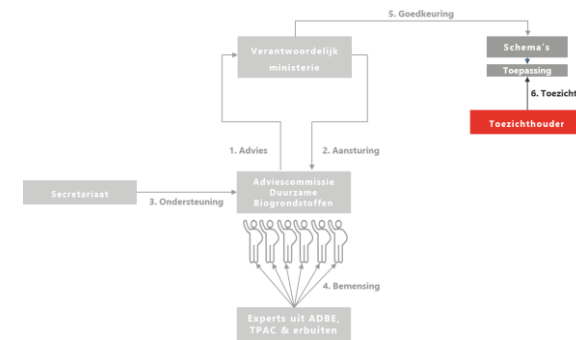 5. Goedkeuring
Verantwoordelijk
ministerie
Schema's
Toepassing
6. Toezicht
Toezichthouder
1. Advies
2. Aansturing
Adviescommissie
Duurzame
Biogrondstoffen
Secretariaat
3. Ondersteuning
4. Bemensing
Experts uit ADBE,
TPAC & erbuiten